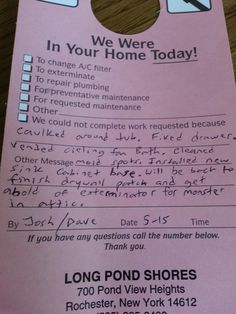 We Were
In Your Home Today!
To change A/C filter
To exterminate
To repair plumbing
For preventative maintenance
For requested maintenance
Other
We could not complete work requested because
Caulked around tub. Fixed drawer.
Vended cieling for Bath, Cleaned
Other Message mold spots. Installed new
sink cabinet base. Will be back to
finish drywall patch and get
ahold of exterminator for monster
in attic.
By Josh/Dave Date 5-15 Time
If you have any questions call the number below.
Thank you.
LONG POND SHORES
700 Pond View Heights
Rochester, New York 14612